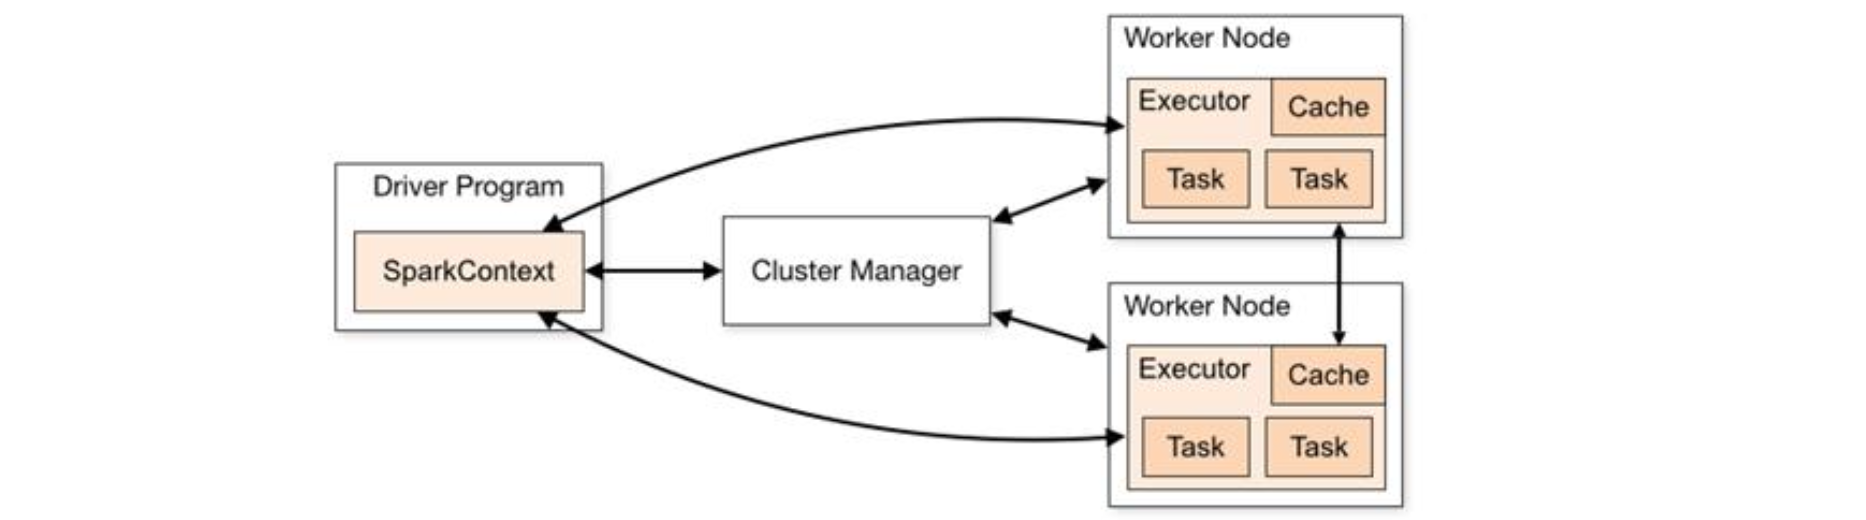 Driver Program
SparkContext
Cluster Manager
Worker Node
Executor
Cache
Task
Task
Worker Node
Executor
Cache
Task
Task